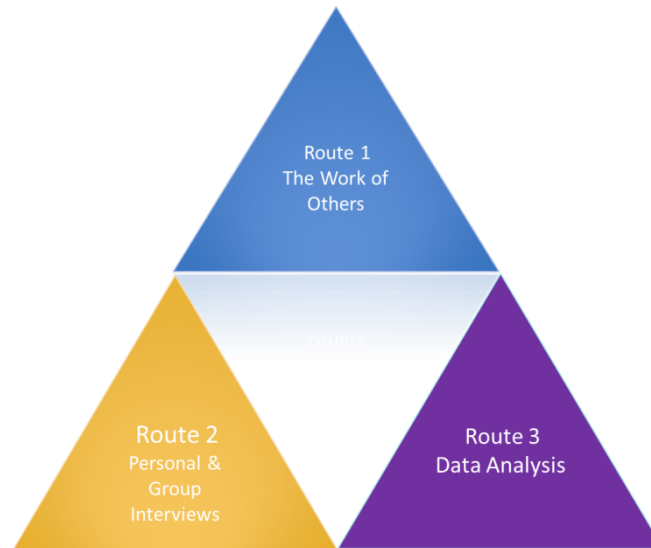 Route 1
The Work of
Others
Route 2
Personal &
Group
Interviews
Route 3
Data Analysis